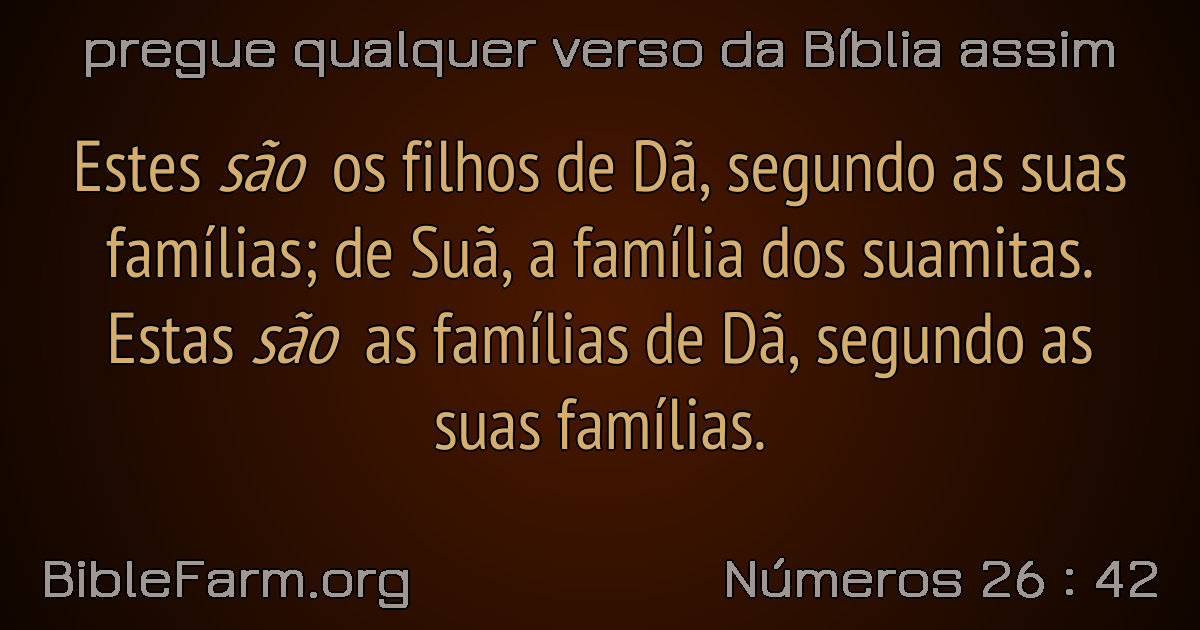 pregue qualquer verso da Bíblia assim
Estes são os filhos de Dã, segundo as suas
famílias; de Suã, a família dos suamitas.
Estas são as famílias de Dã, segundo as
suas famílias.
BibleFarm.org
Números 26 : 42